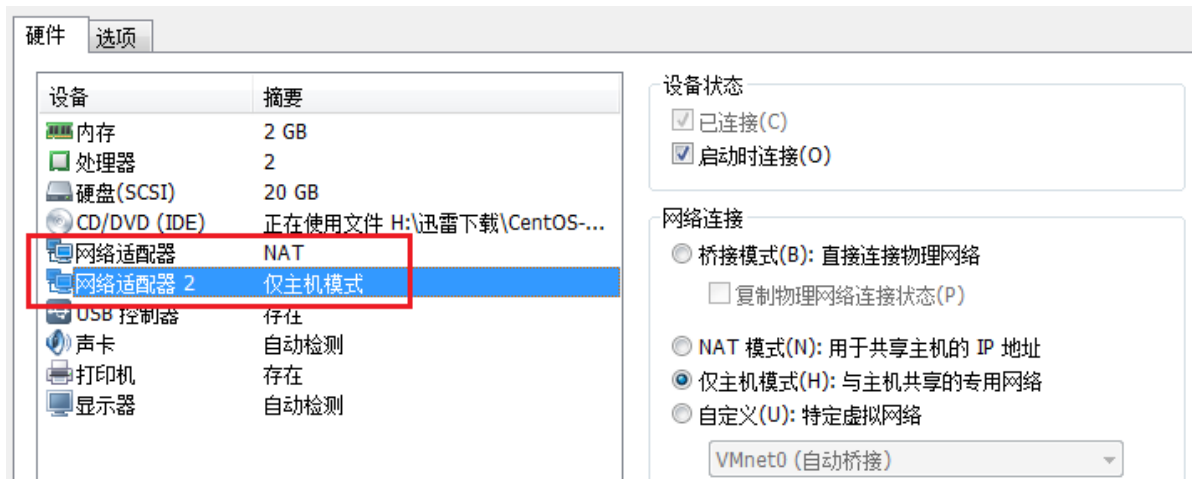 硬件 选项
设备 摘要
内存 2 GB
处理器 2
硬盘(SCSI) 20 GB
CD/DVD (IDE) 正在使用文件 H:\迅雷下载\CentOS-...
网络适配器 NAT
网络适配器 2 仅主机模式
USB 控制器 存在
声卡 自动检测
打印机 存在
显示器 自动检测
设备状态
已连接(C)
启动时连接(O)
网络连接
桥接模式(B): 直接连接物理网络
复制物理网络连接状态(P)
NAT 模式(N): 用于共享主机的 IP 地址
仅主机模式(H): 与主机共享的专用网络
自定义(U): 特定虚拟网络
VMnet0 (自动桥接)